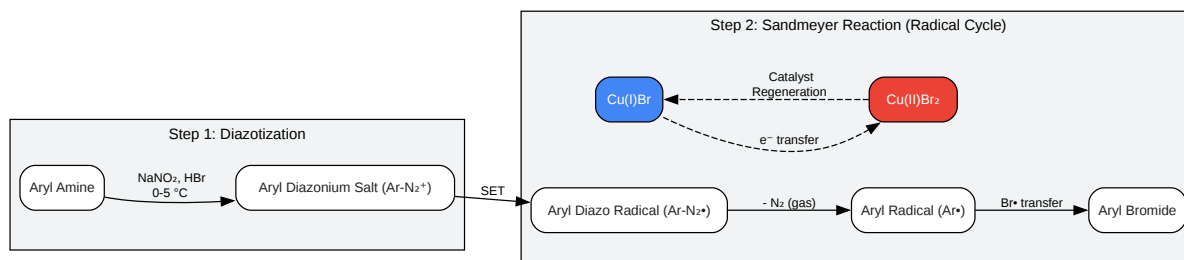 Step 2: Sandmeyer Reaction (Radical Cycle)
Cu(I)Br
Catalyst
Regeneration
Cu(II)Br₂
e⁻ transfer
Step 1: Diazotization
Aryl Amine
NaNO₂, HBr
0-5 °C
Aryl Diazonium Salt (Ar-N₂⁺)
SET
Aryl Diazo Radical (Ar-N₂•)
- N₂ (gas)
Aryl Radical (Ar•)
Br• transfer
Aryl Bromide